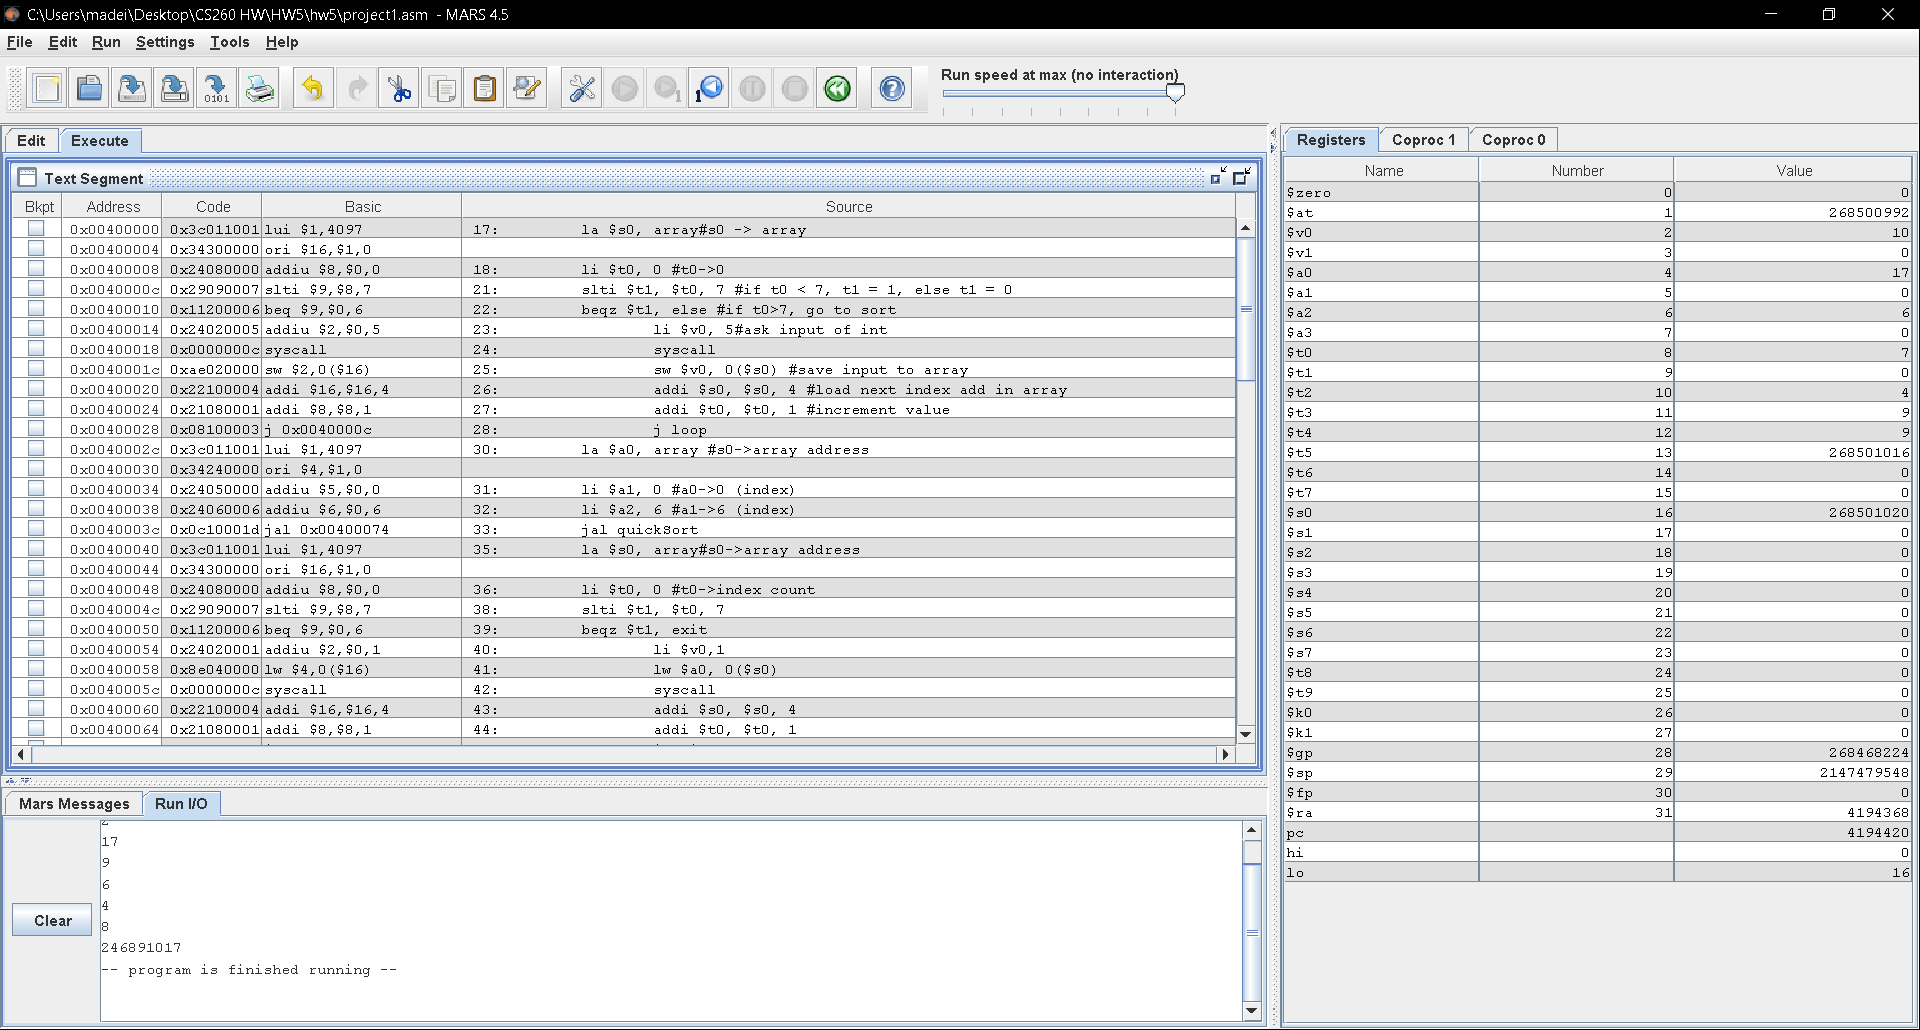 C:\Users\madei\Desktop\CS260 HW\HW5\hw5\project1.asm - MARS 4.5
File Edit Run Settings Tools Help
Run speed at max (no interaction)
Edit Execute
Text Segment
Bkpt Address Code Basic Source
0x00400000 0x3c011001 lui $1,4097 17: la $s0, array#s0 -> array
0x00400004 0x34300000 ori $16,$1,0
0x00400008 0x24080000 addiu $8,$0,0 18: li $t0, 0 #t0->0
0x0040000c 0x29090007 slti $9,$8,7 21: slti $t1, $t0, 7 #if t0 < 7, t1 = 1, else t1 = 0
0x00400010 0x11200006 beq $9,$0,6 22: beqz $t1, else #if t0>7, go to sort
0x00400014 0x24020005 addiu $2,$0,5 23: li $v0, 5#ask input of int
0x00400018 0x0000000c syscall 24: syscall
0x0040001c 0xae020000 sw $2,0($16) 25: sw $v0, 0($s0) #save input to array
0x00400020 0x22100004 addi $16,$16,4 26: addi $s0, $s0, 4 #load next index add in array
0x00400024 0x21080001 addi $8,$8,1 27: addi $t0, $t0, 1 #increment value
0x00400028 0x08100003 j 0x0040000c 28: j loop
0x0040002c 0x3c011001 lui $1,4097 30: la $a0, array #s0->array address
0x00400030 0x34240000 ori $4,$1,0
0x00400034 0x24050000 addiu $5,$0,0 31: li $a1, 0 #a0->0 (index)
0x00400038 0x24060006 addiu $6,$0,6 32: li $a2, 6 #a1->6 (index)
0x0040003c 0x0c10001d jal 0x00400074 33: jal quickSort
0x00400040 0x3c011001 lui $1,4097 35: la $s0, array#s0->array address
0x00400044 0x34300000 ori $16,$1,0
0x00400048 0x24080000 addiu $8,$0,0 36: li $t0, 0 #t0->index count
0x0040004c 0x29090007 slti $9,$8,7 38: slti $t1, $t0, 7
0x00400050 0x11200006 beq $9,$0,6 39: beqz $t1, exit
0x00400054 0x24020001 addiu $2,$0,1 40: li $v0,1
0x00400058 0x8e040000 lw $4,0($16) 41: lw $a0, 0($s0)
0x0040005c 0x0000000c syscall 42: syscall
0x00400060 0x22100004 addi $16,$16,4 43: addi $s0, $s0, 4
0x00400064 0x21080001 addi $8,$8,1 44: addi $t0, $t0, 1
Mars Messages Run I/O
Clear
17
9
6
4
8
246891017
-- program is finished running --
Registers Coproc 1 Coproc 0
Name Number Value
$zero 0 0
$at 1 268500992
$v0 2 10
$v1 3 0
$a0 4 17
$a1 5 0
$a2 6 6
$a3 7 0
$t0 8 7
$t1 9 0
$t2 10 4
$t3 11 9
$t4 12 9
$t5 13 268501016
$t6 14 0
$t7 15 0
$s0 16 268501020
$s1 17 0
$s2 18 0
$s3 19 0
$s4 20 0
$s5 21 0
$s6 22 0
$s7 23 0
$t8 24 0
$t9 25 0
$k0 26 0
$k1 27 0
$gp 28 268468224
$sp 29 2147479548
$fp 30 0
$ra 31 4194368
pc 4194420
hi 0
lo 16